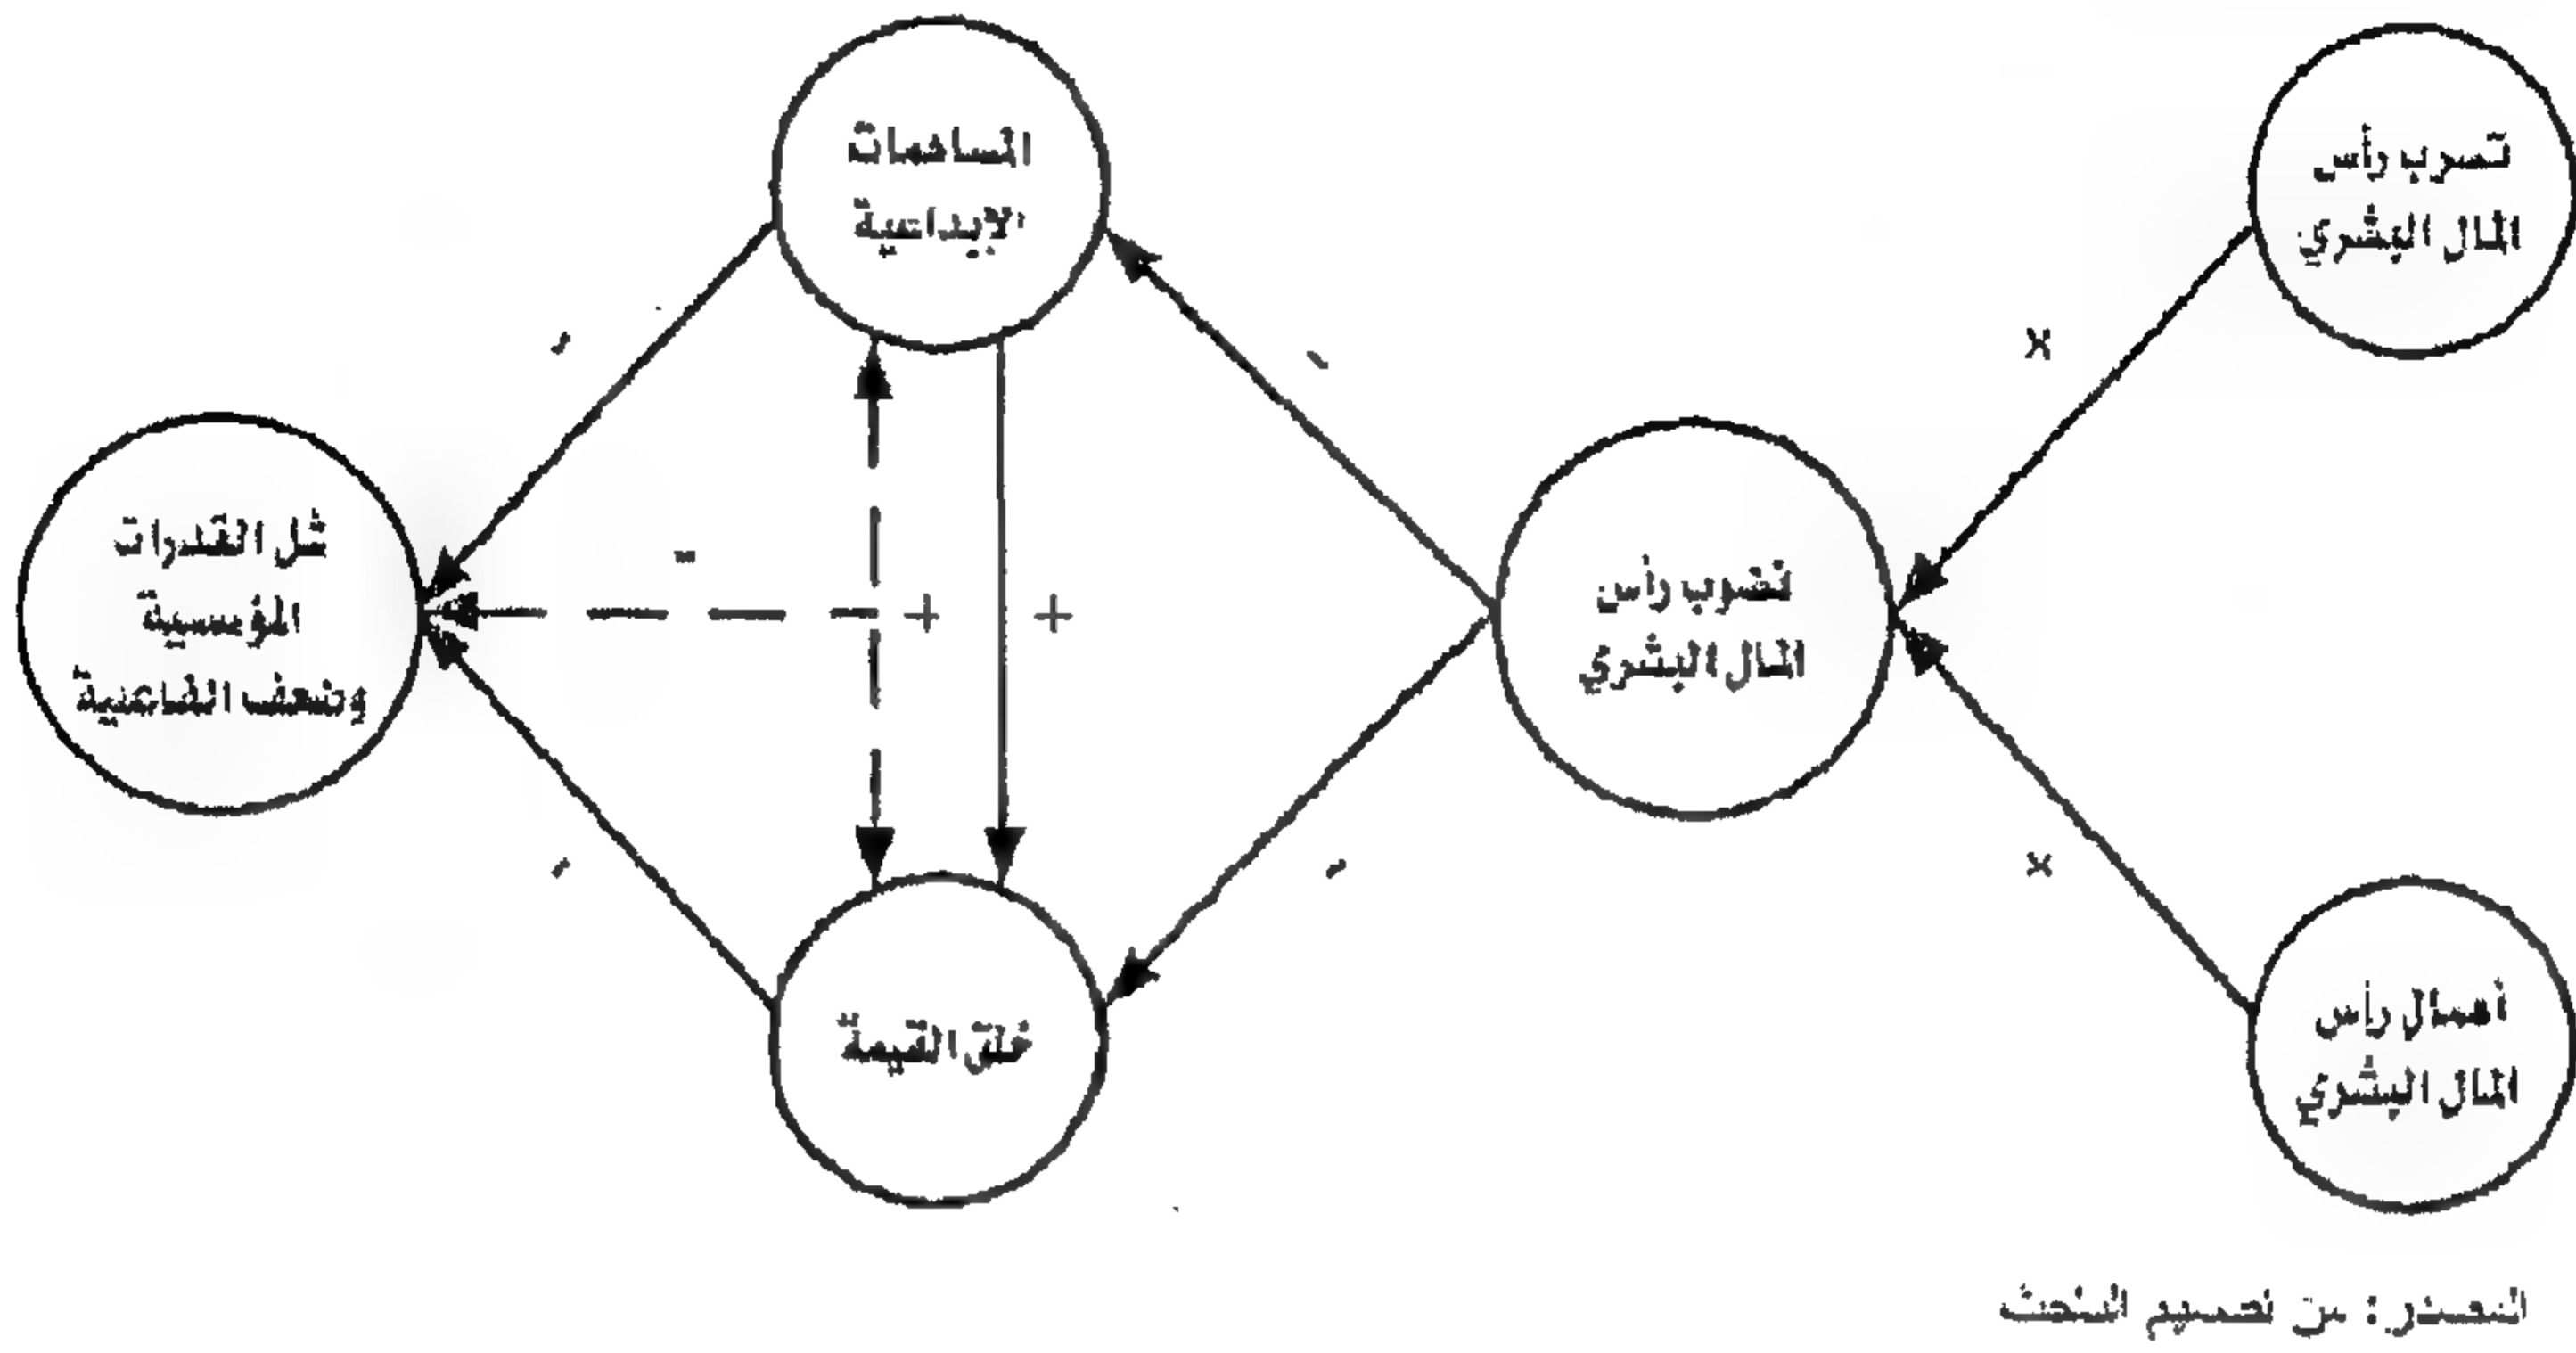 تسرب رأس
المال البشري
أهمال رأس
المال البشري
نضوب رأس
المال البشري
المساهمات
الإبداعية
خلق القيمة
شل القدرات
المؤسسية
وضعف الفاعلية
x
x
-
-
+
+
-
-
-
المصدر: من تصميم الباحث